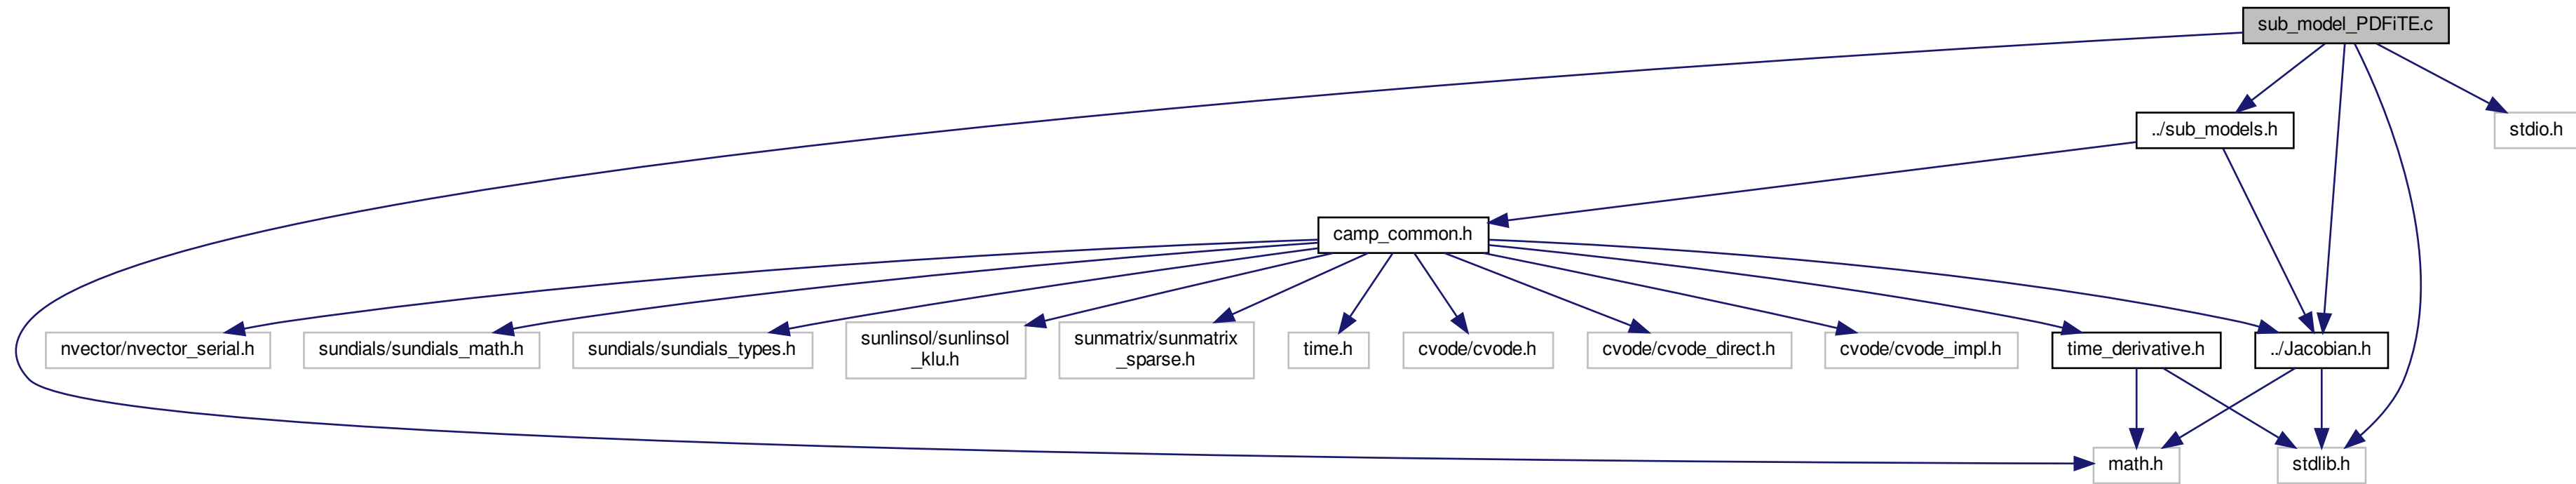 sub_model_PDFiTE.c
../sub_models.h
stdio.h
camp_common.h
nvector/nvector_serial.h
sundials/sundials_math.h
sundials/sundials_types.h
sunlinsol/sunlinsol
_klu.h
sunmatrix/sunmatrix
_sparse.h
time.h
cvode/cvode.h
cvode/cvode_direct.h
cvode/cvode_impl.h
time_derivative.h
../Jacobian.h
math.h
stdlib.h